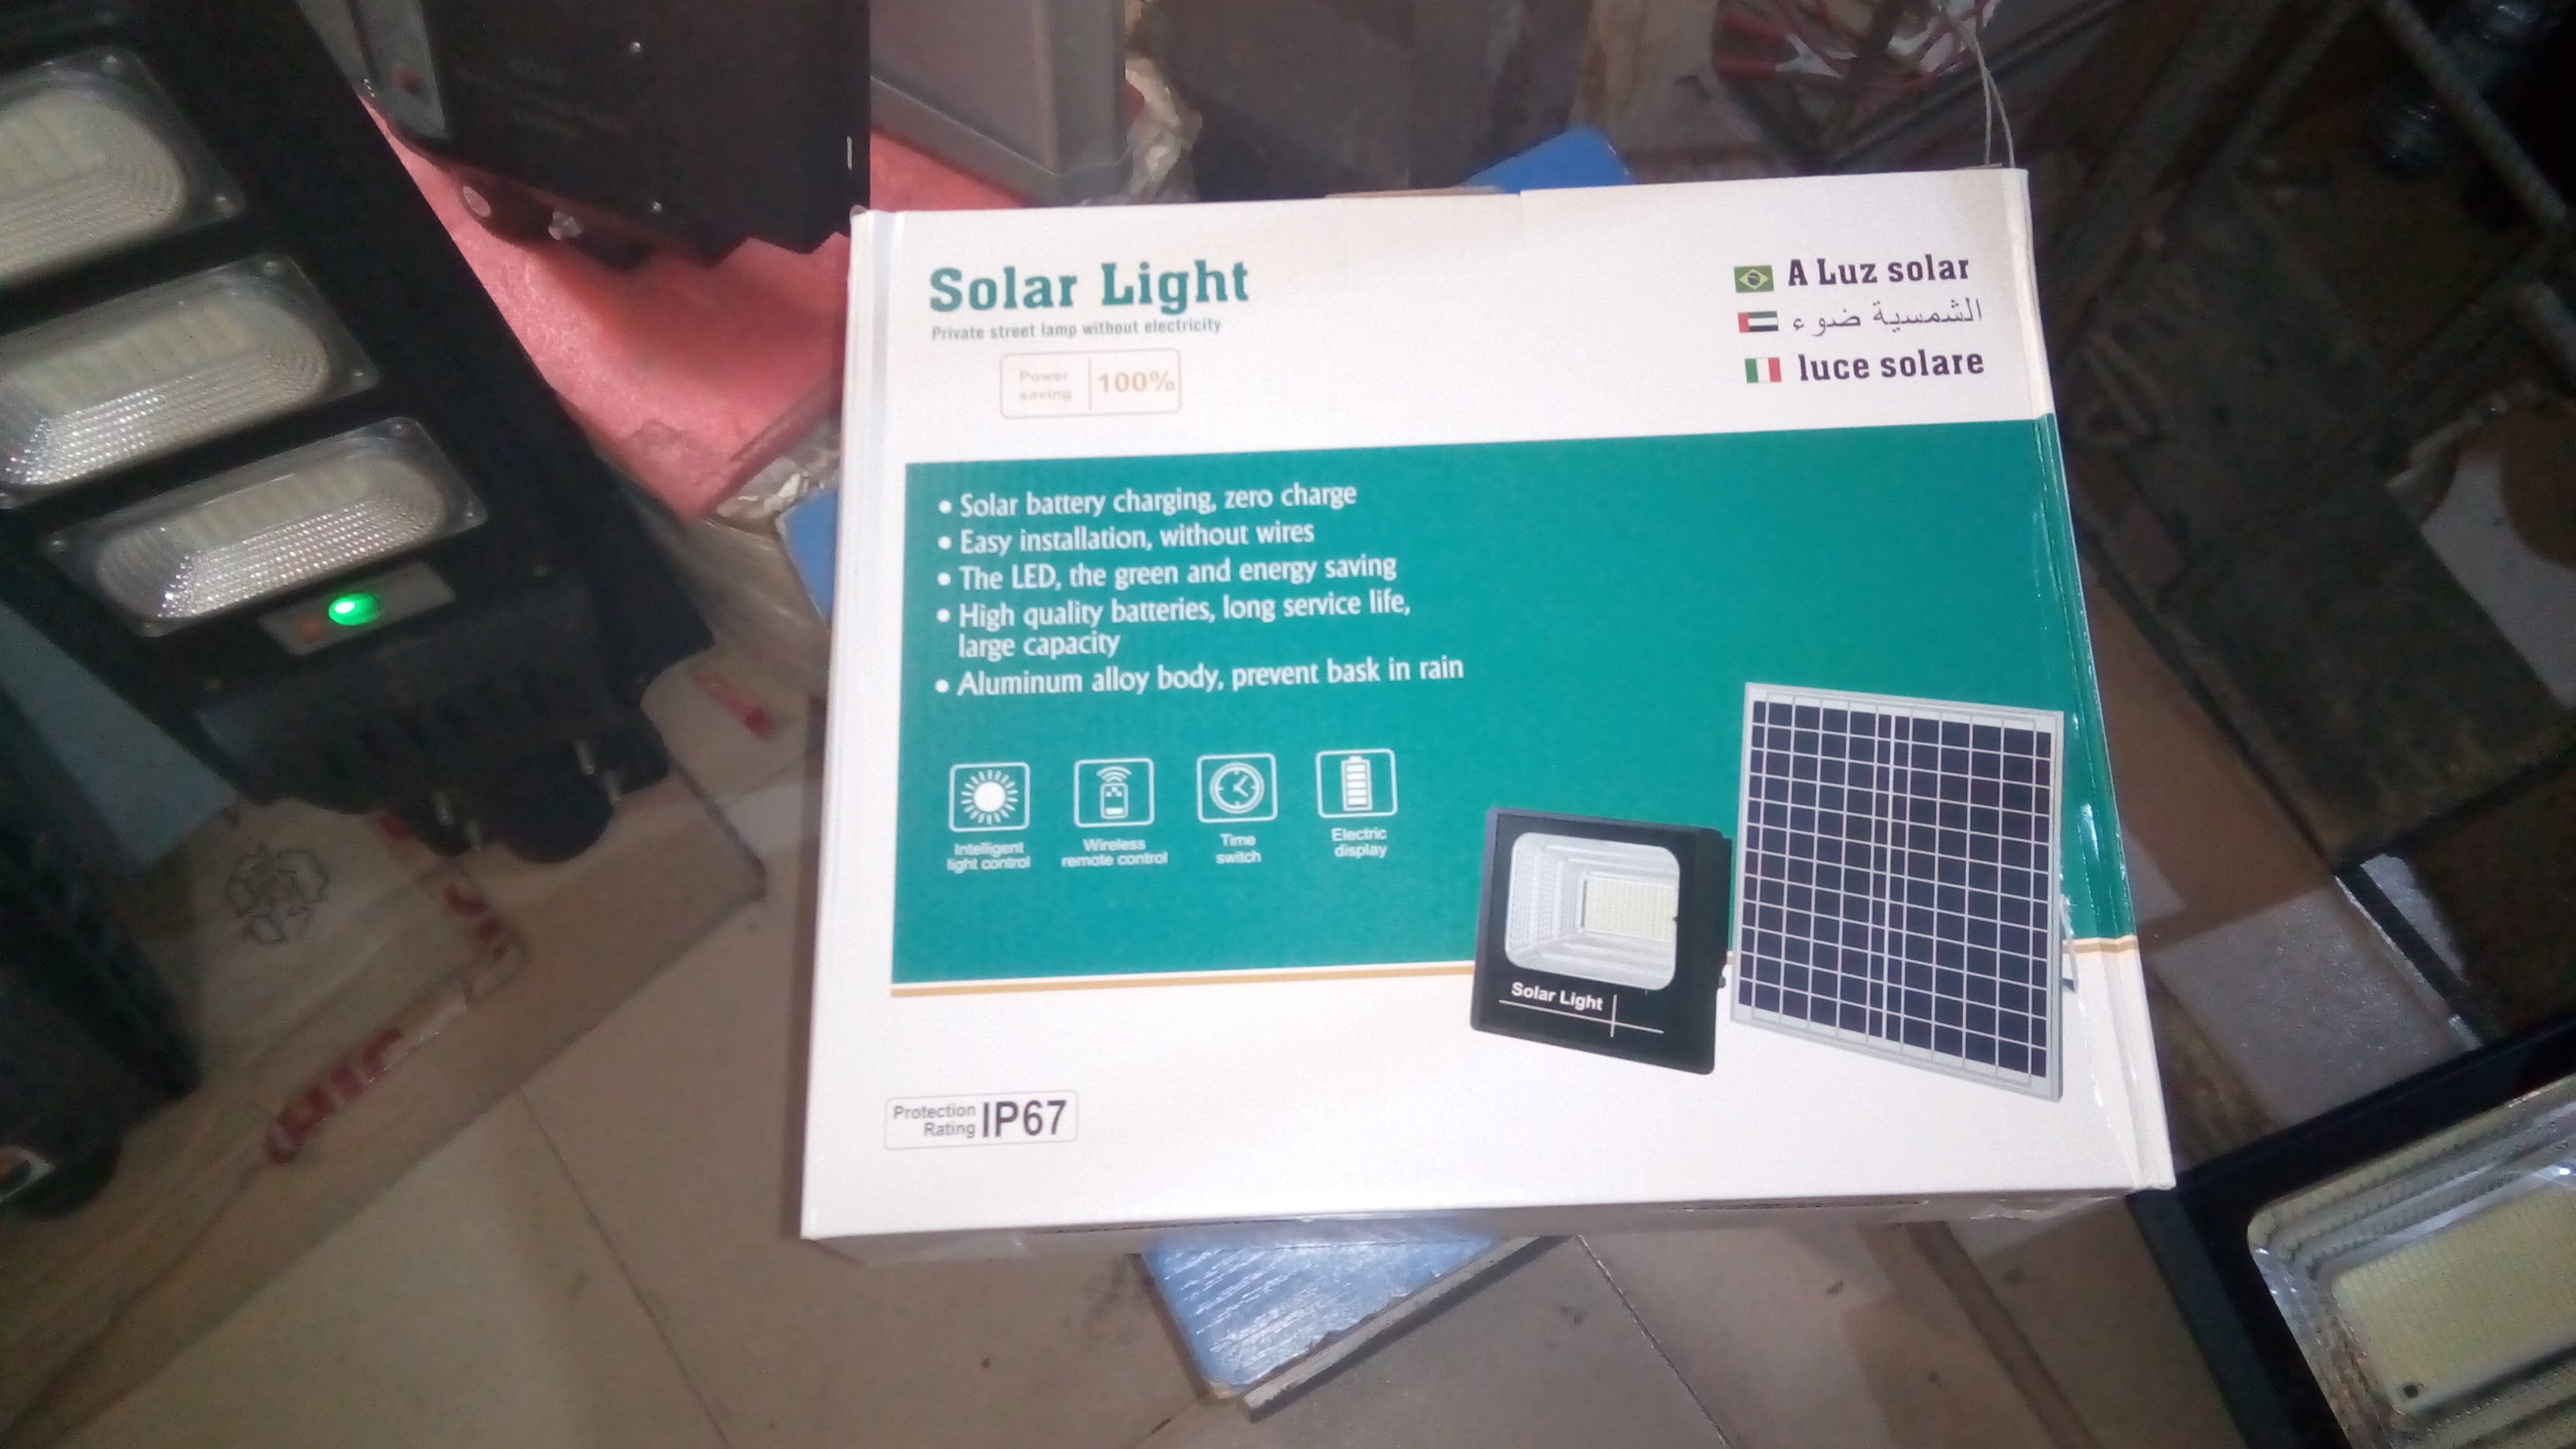 Solar Light
Private street lamp without electricity
Power
saving
100%
A Luz solar
الشمسية ضوء
luce solare
• Solar battery charging, zero charge
• Easy installation, without wires
• The LED, the green and energy saving
• High quality batteries, long service life,
large capacity
• Aluminum alloy body, prevent bask in rain
Intelligent
light control
Wireless
remote control
Time
switch
Electric
display
Solar Light
Protection
Rating
IP67